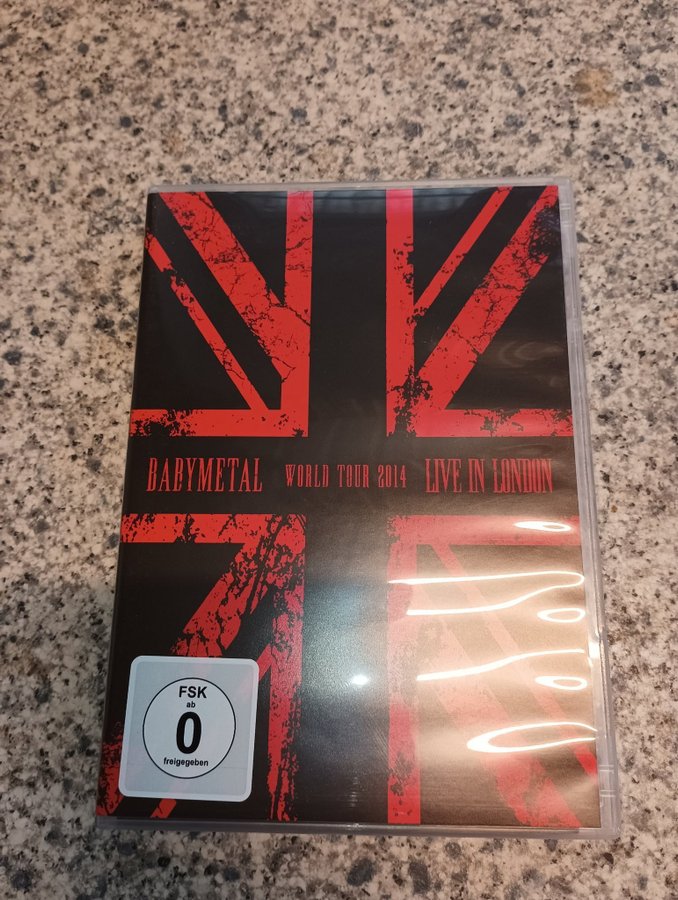 BABYMETAL WORLD TOUR 2014 LIVE IN LONDON
FSK
ab
0
freigegeben